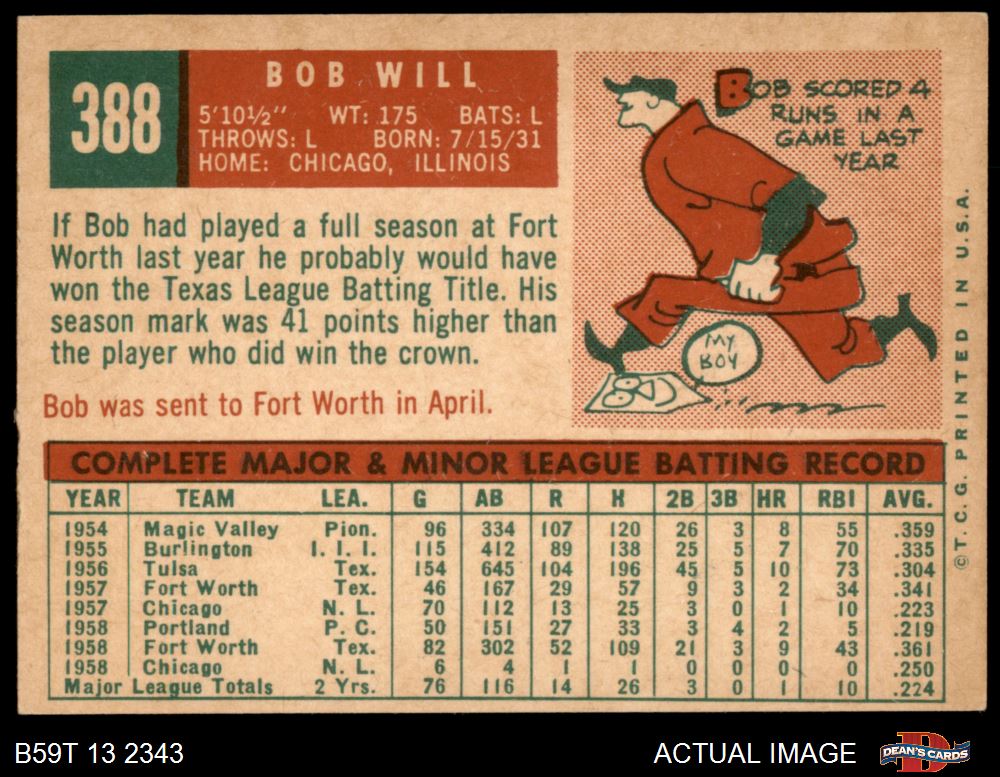 388
BOB WILL
5'10½" WT: 175 BATS: L
THROWS: L BORN: 7/15/31
HOME: CHICAGO, ILLINOIS
BOB SCORED 4
RUNS IN A
GAME LAST
YEAR
MY
BOY
If Bob had played a full season at Fort
Worth last year he probably would have
won the Texas League Batting Title. His
season mark was 41 points higher than
the player who did win the crown.
Bob was sent to Fort Worth in April.
COMPLETE MAJOR & MINOR LEAGUE BATTING RECORD
YEAR TEAM LEA. G AB R H 2B 3B HR RBI AVG.
1954 Magic Valley Pion. 96 334 107 120 26 3 8 55 .359
1955 Burlington I. I. I. 115 412 89 138 25 5 7 70 .335
1956 Tulsa Tex. 154 645 104 196 45 5 10 73 .304
1957 Fort Worth Tex. 46 167 29 57 9 3 2 34 .341
1957 Chicago N. L. 70 112 13 25 3 0 1 10 .223
1958 Portland P. C. 50 151 27 33 3 4 2 5 .219
1958 Fort Worth Tex. 82 302 52 109 21 3 9 43 .361
1958 Chicago N. L. 6 4 1 1 0 0 0 0 .250
Major League Totals 2 Yrs. 76 116 14 26 3 0 1 10 .224
© T. C. G. PRINTED IN U.S.A.
B59T 13 2343 ACTUAL IMAGE
D
DEAN'S CARDS